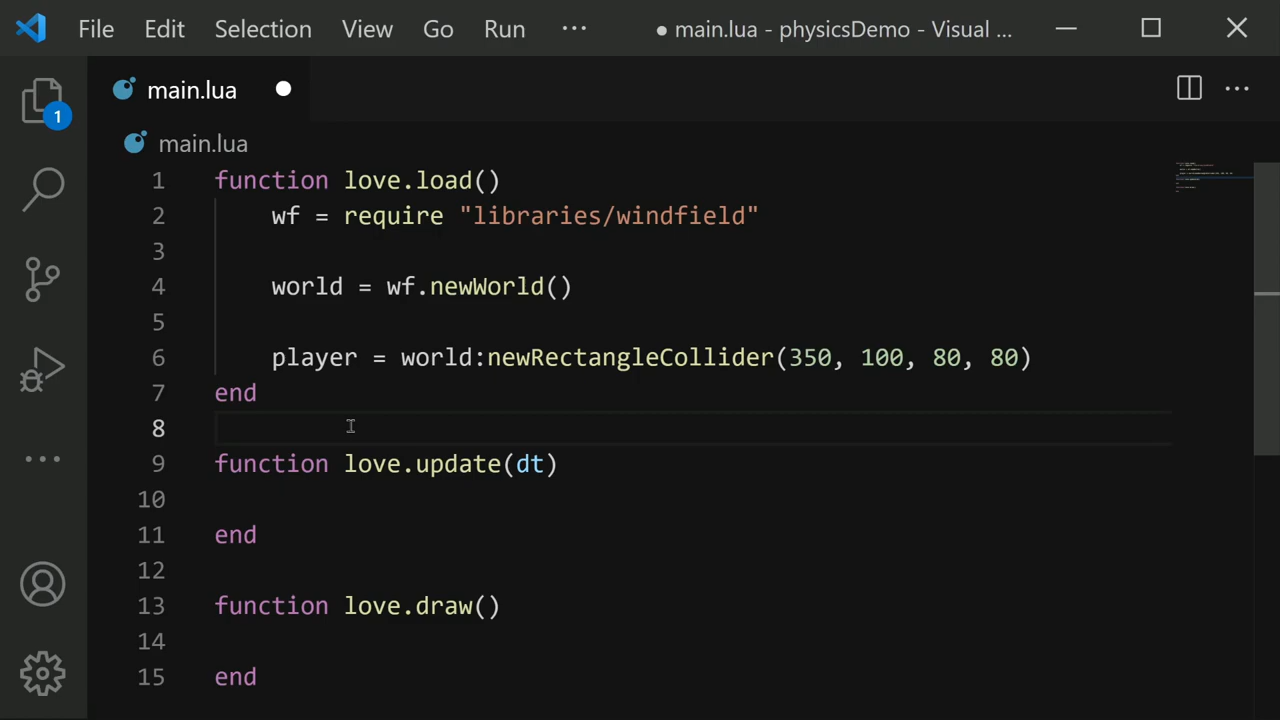 File Edit Selection View Go Run ··· ● main.lua - physicsDemo - Visual ...
main.lua ●
1
main.lua
1 function love.load()
2 wf = require "libraries/windfield"
3
4 world = wf.newWorld()
5
6 player = world:newRectangleCollider(350, 100, 80, 80)
7 end
8
9 function love.update(dt)
10
11 end
12
13 function love.draw()
14
15 end